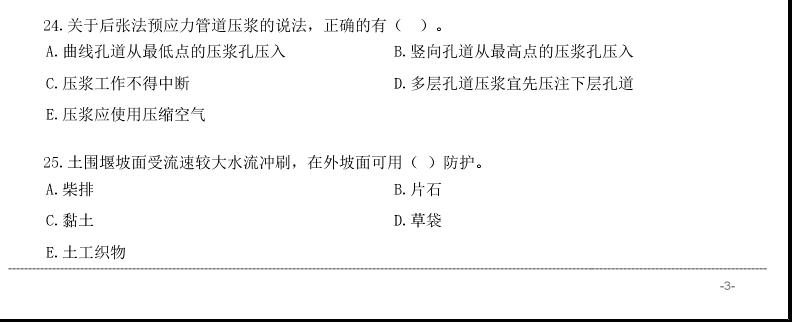 24.关于后张法预应力管道压浆的说法，正确的有（　）。
A.曲线孔道从最低点的压浆孔压入 B.竖向孔道从最高点的压浆孔压入
C.压浆工作不得中断 D.多层孔道压浆宜先压注下层孔道
E.压浆应使用压缩空气
25.土围堰坡面受流速较大水流冲刷，在外坡面可用（ ）防护。
A.柴排 B.片石
C.黏土 D.草袋
E.土工织物
-3-